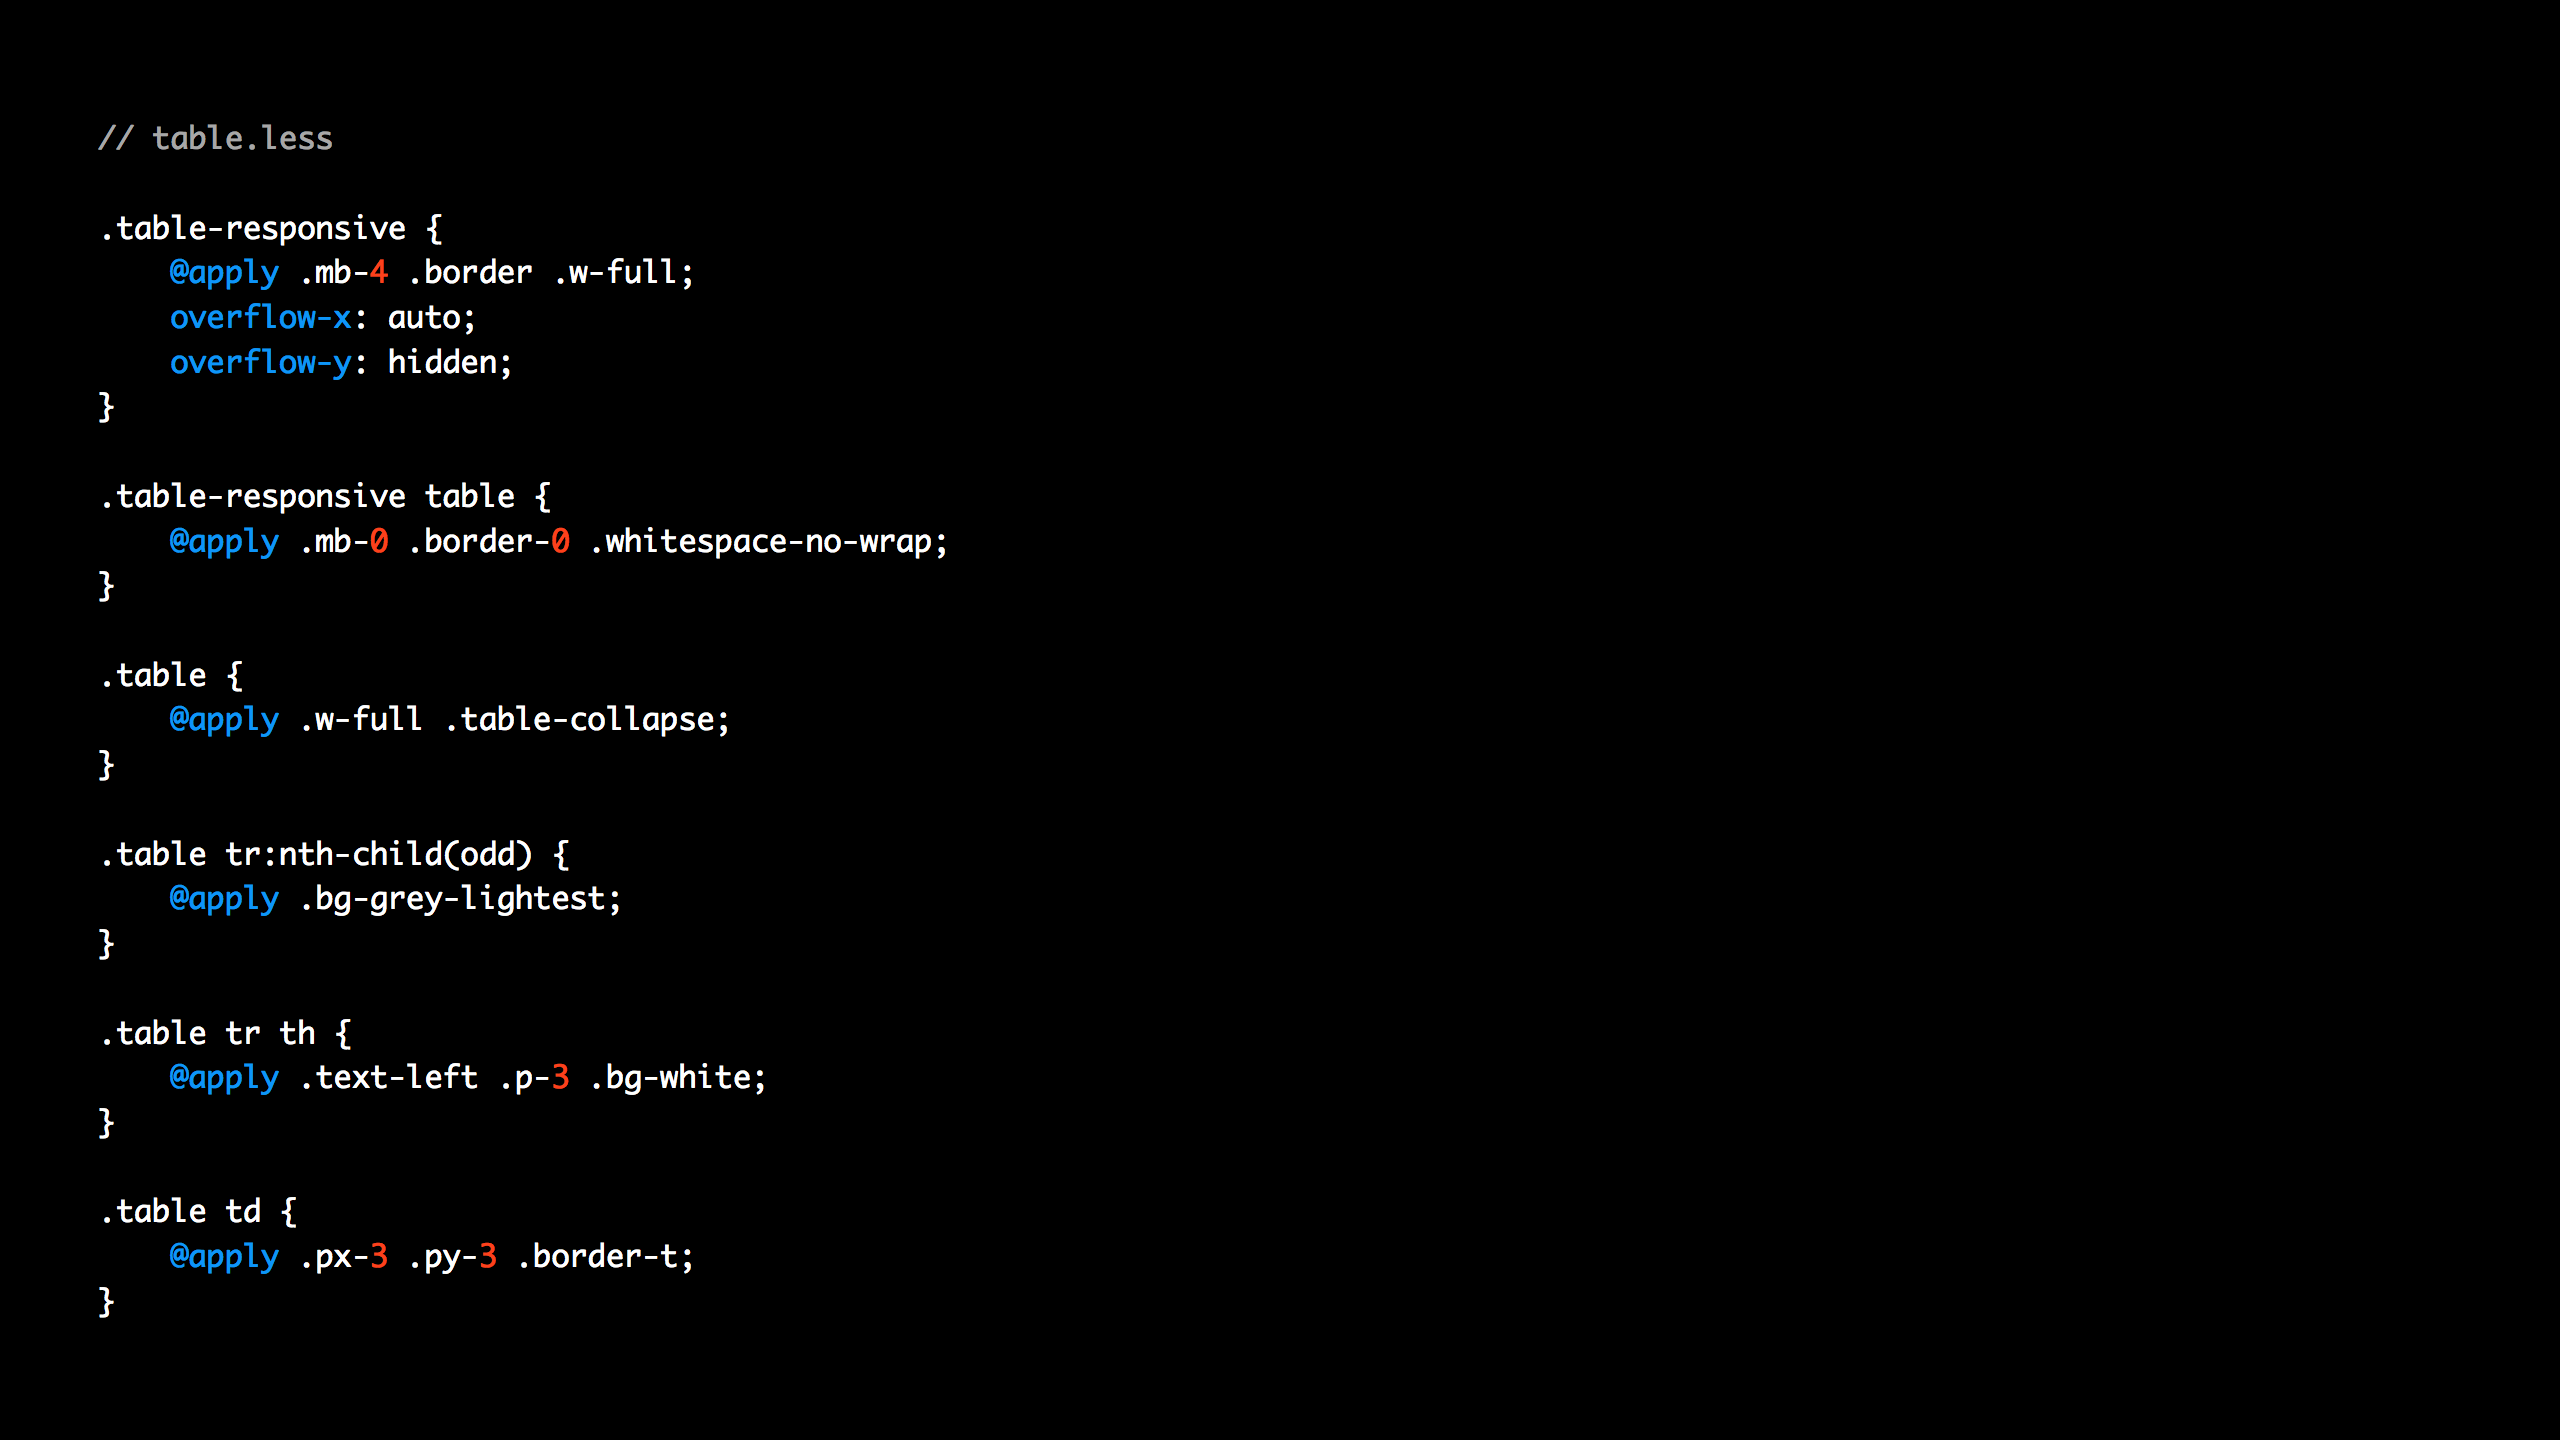 // table.less

.table-responsive {
    @apply .mb-4 .border .w-full;
    overflow-x: auto;
    overflow-y: hidden;
}

.table-responsive table {
    @apply .mb-0 .border-0 .whitespace-no-wrap;
}

.table {
    @apply .w-full .table-collapse;
}

.table tr:nth-child(odd) {
    @apply .bg-grey-lightest;
}

.table tr th {
    @apply .text-left .p-3 .bg-white;
}

.table td {
    @apply .px-3 .py-3 .border-t;
}